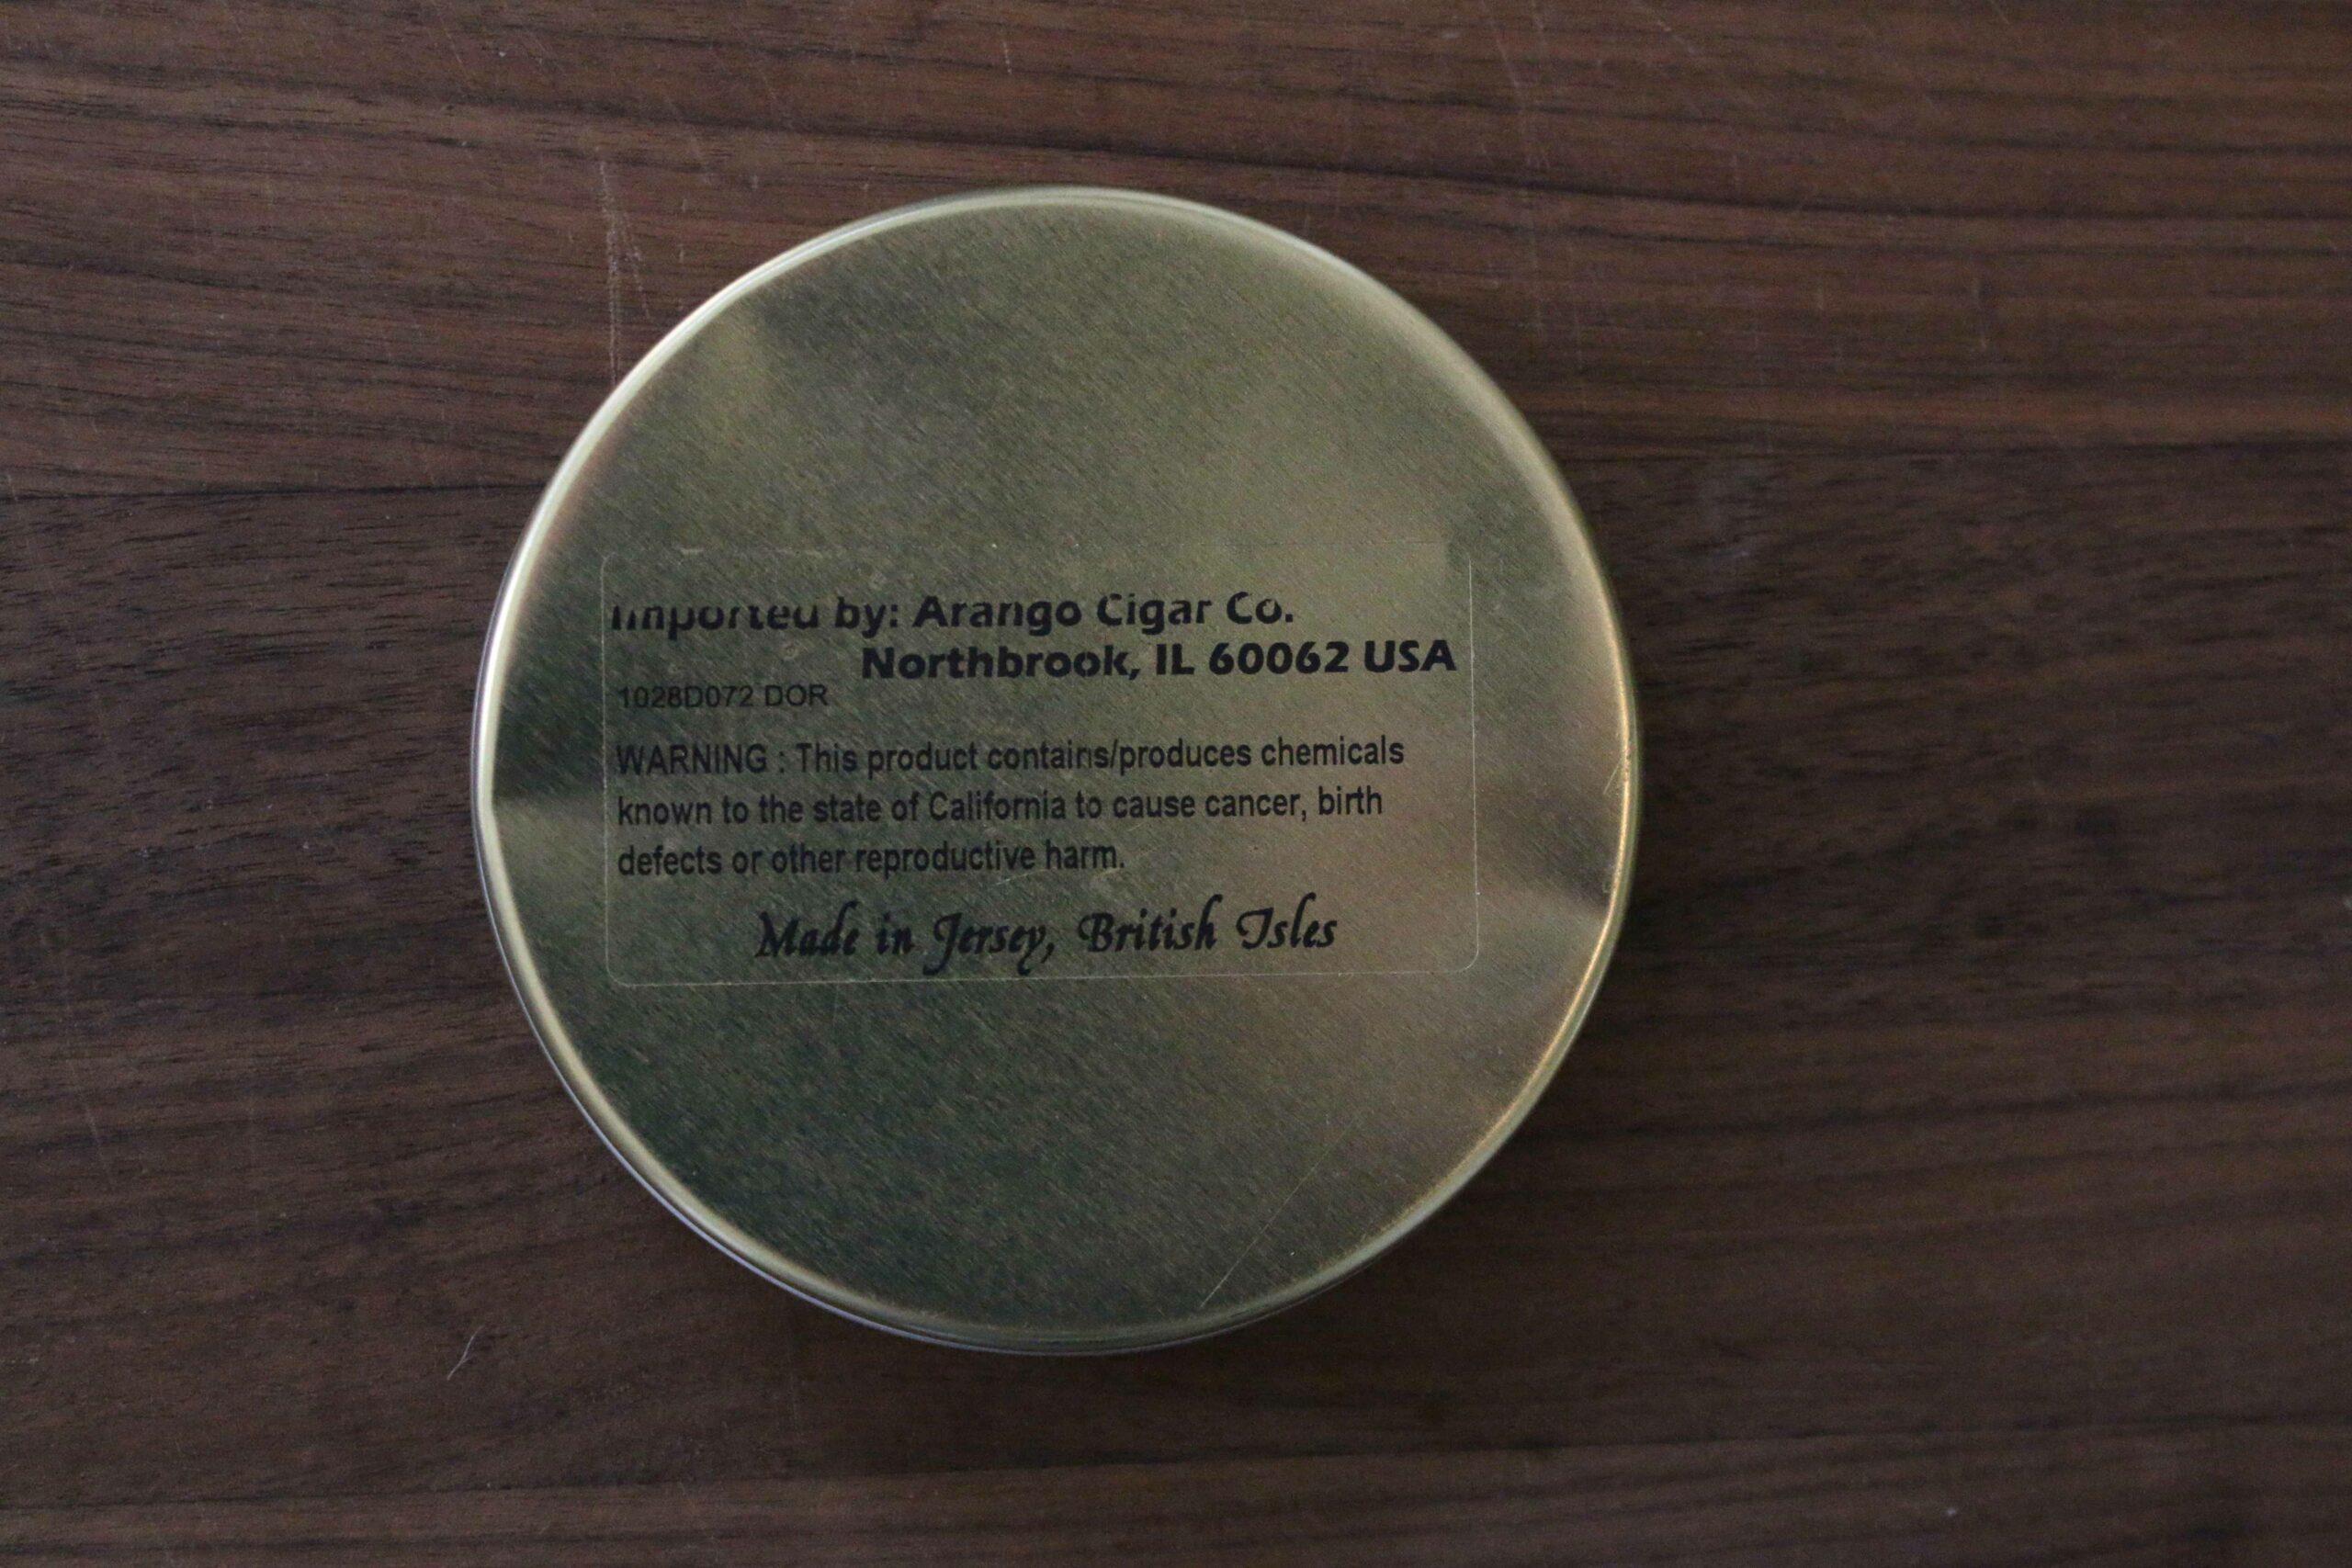 Imported by: Arango Cigar Co.
Northbrook, IL 60062 USA
1028D072 DOR
WARNING : This product contains/produces chemicals
known to the state of California to cause cancer, birth
defects or other reproductive harm.
Made in Jersey, British Isles